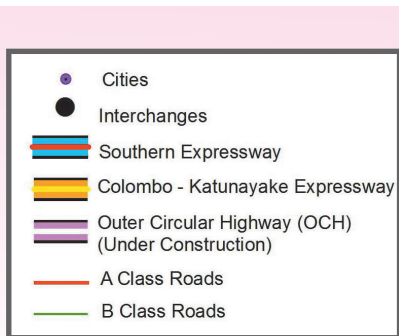 Cities
Interchanges
Southern Expressway
Colombo - Katunayake Expressway
Outer Circular Highway (OCH)
(Under Construction)
A Class Roads
B Class Roads